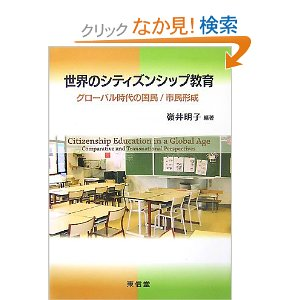 クリック なか見！検索
世界のシティズンシップ教育
グローバル時代の国民/市民形成
嶺井明子 編著
Citizenship Education in a Global Age
Comparative and Transnational Perspectives
東信堂